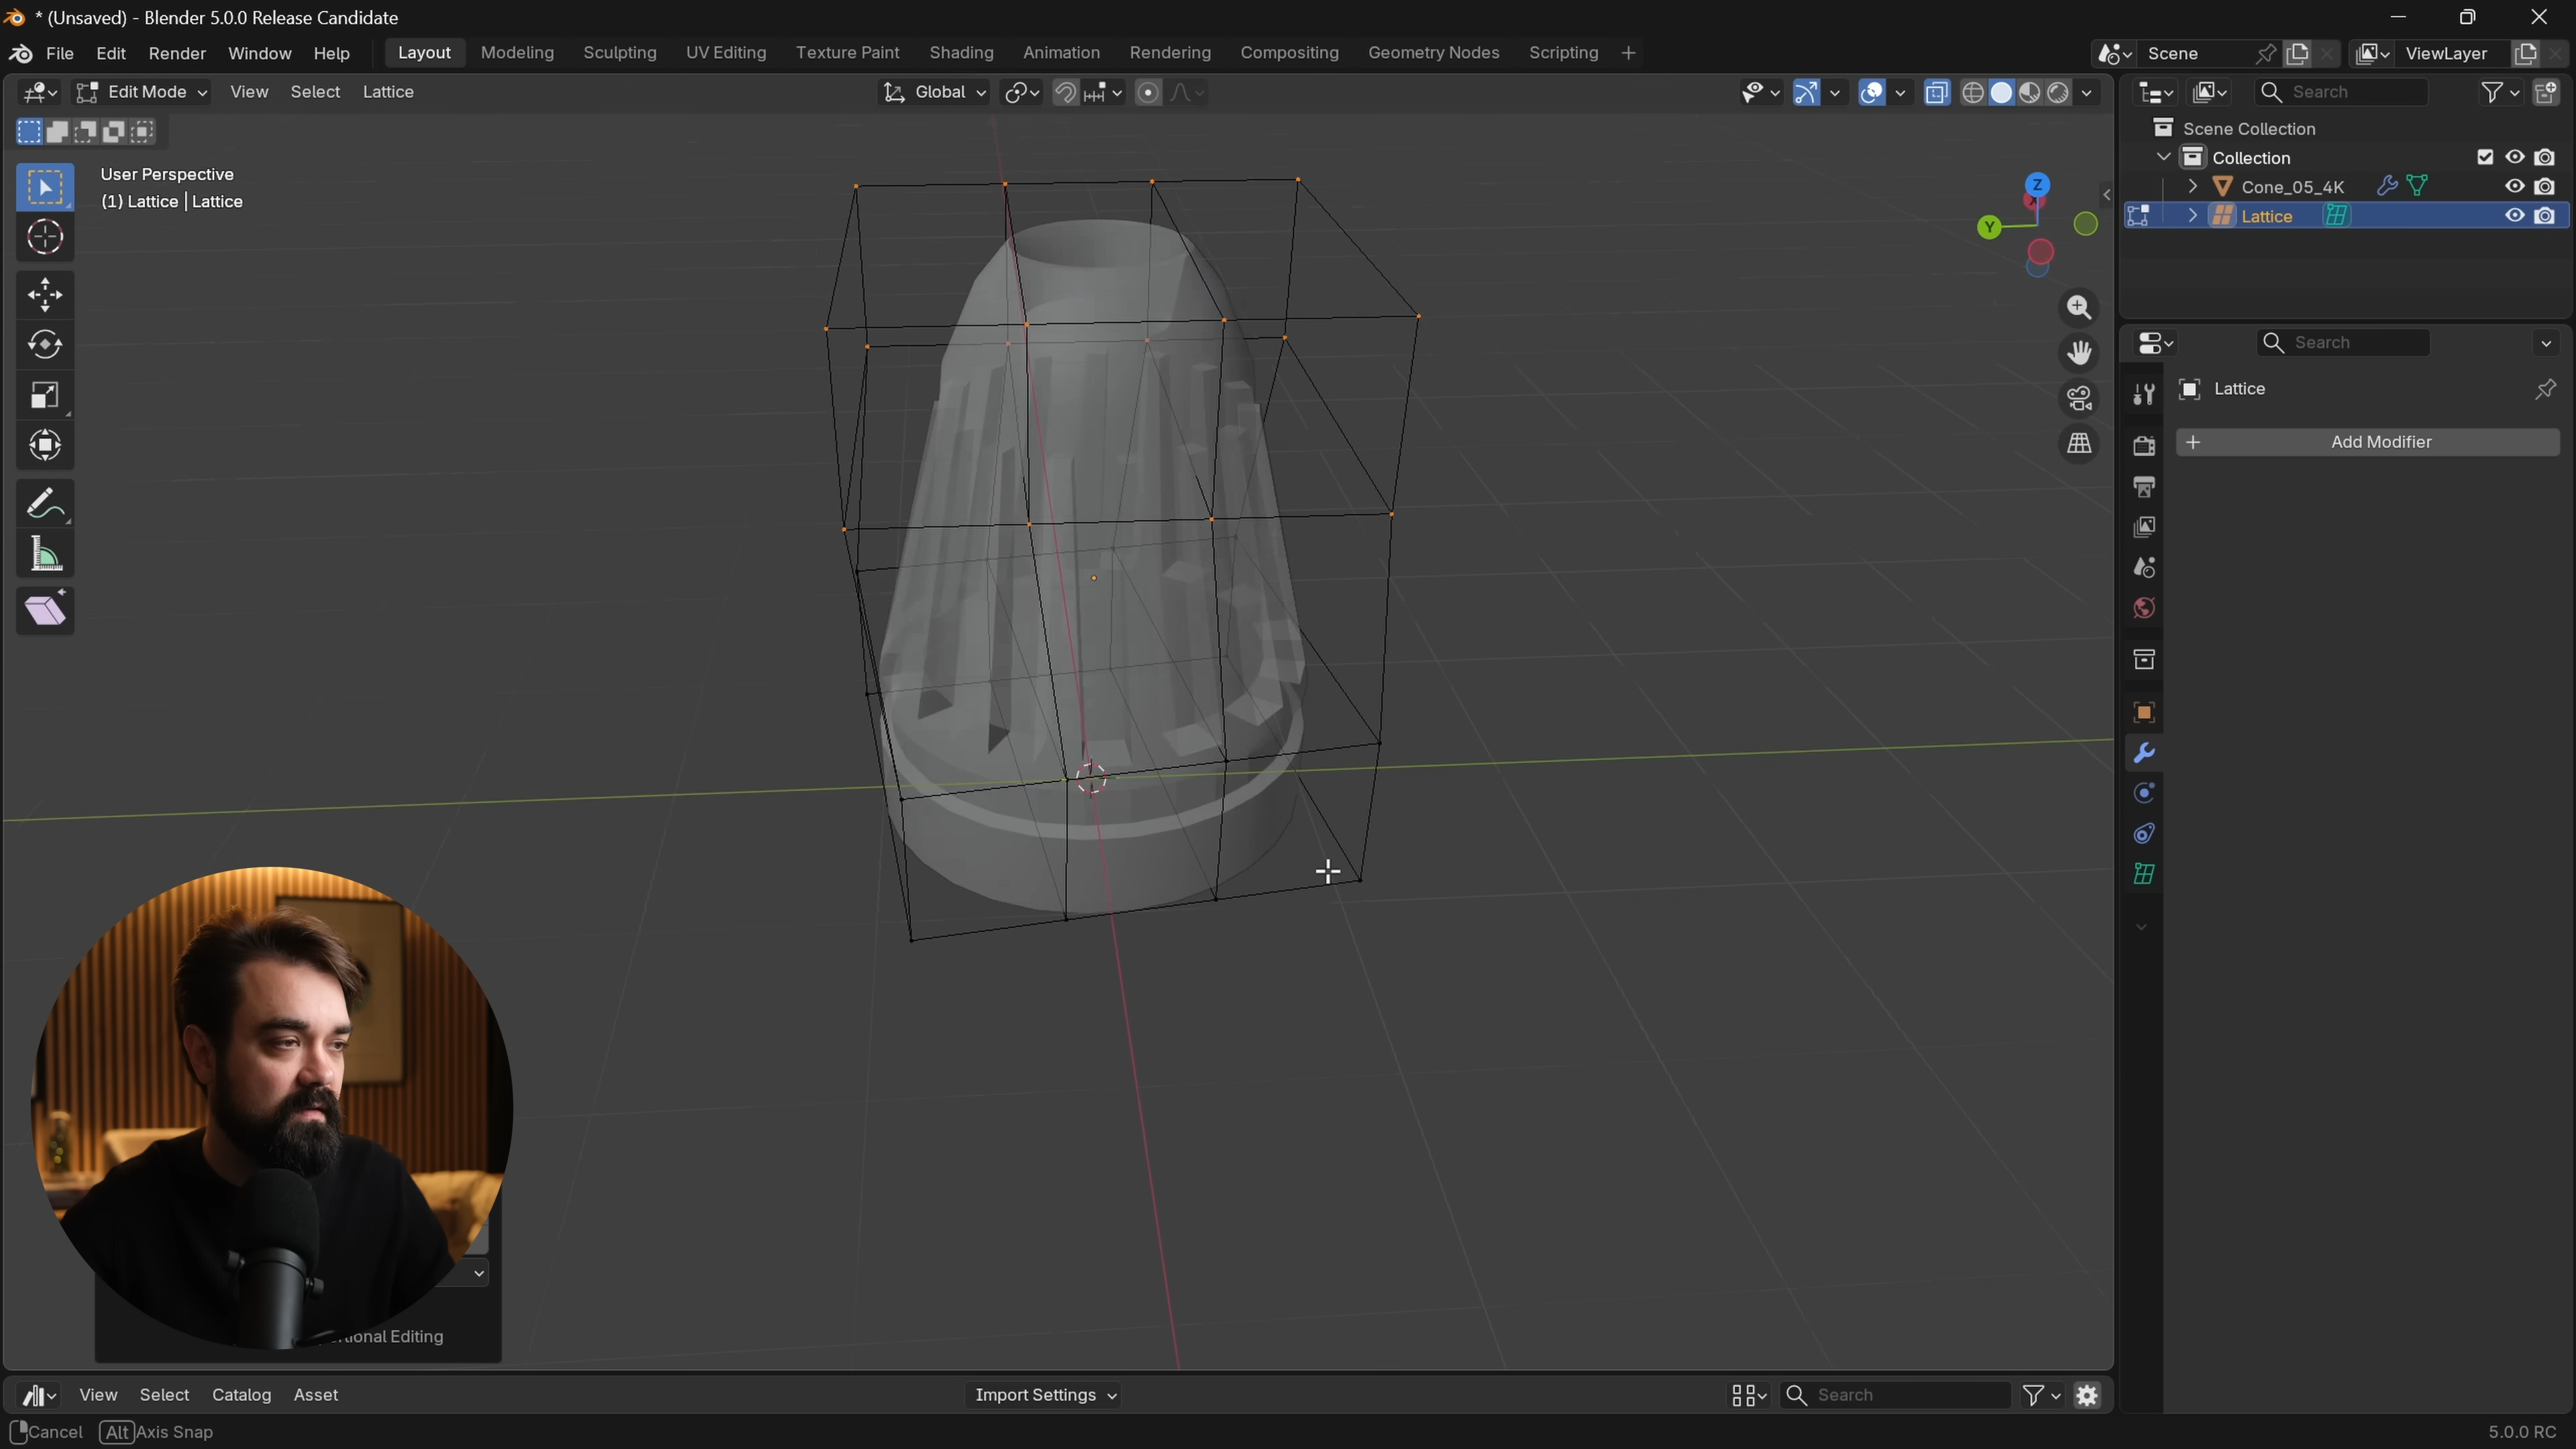 * (Unsaved) - Blender 5.0.0 Release Candidate
File Edit Render Window Help
Layout Modeling Sculpting UV Editing Texture Paint Shading Animation Rendering Compositing Geometry Nodes Scripting
Scene
ViewLayer
Edit Mode View Select Lattice
Global
Search
User Perspective
(1) Lattice | Lattice
Z
X
Y
Scene Collection
Collection
Cone_05_4K
Lattice
Search
Lattice
Add Modifier
tional Editing
View Select Catalog Asset
Import Settings
Search
Cancel Alt Axis Snap
5.0.0 RC